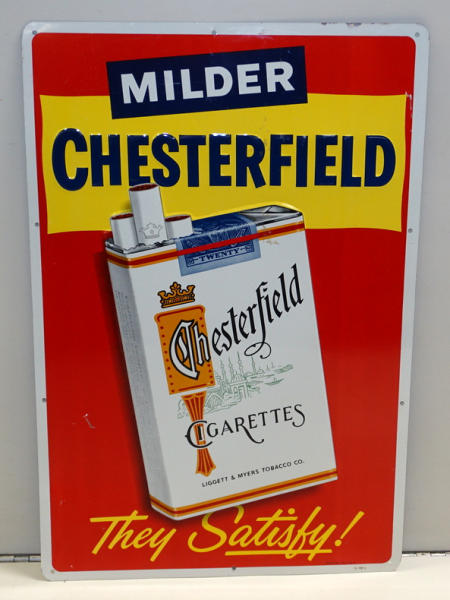 MILDER
CHESTERFIELD
TWENTY
Chesterfield
CIGARETTES
LIGGETT & MYERS TOBACCO CO.
They Satisfy!